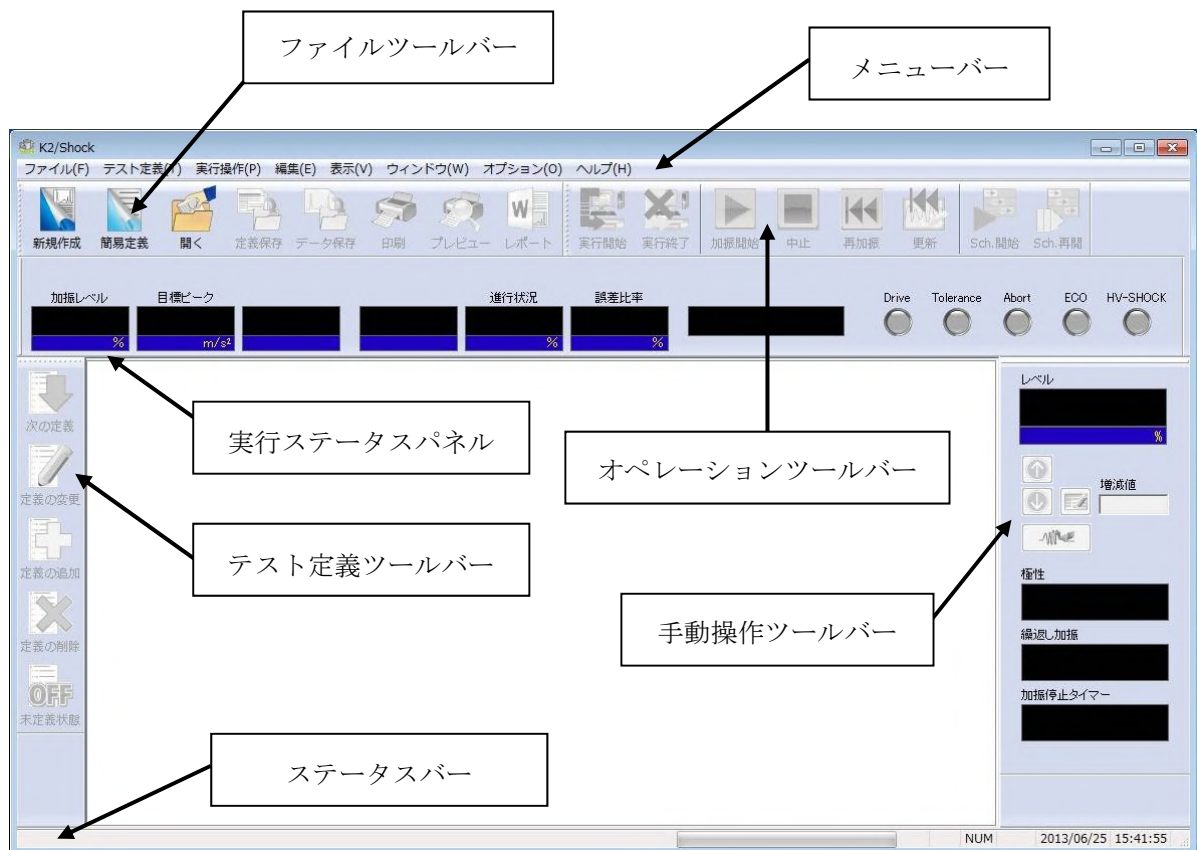 ファイルツールバー
メニューバー
K2/Shock
ファイル(F) テスト定義(T) 実行操作(P) 編集(E) 表示(V) ウィンドウ(W) オプション(O) ヘルプ(H)
新規作成 簡易定義 開く 定義保存 データ保存 印刷 プレビュー レポート 実行開始 実行終了 加振開始 中止 再加振 更新 Sch.開始 Sch.再開
加振レベル 目標ピーク 進行状況 誤差比率 Drive Tolerance Abort ECO HV-SHOCK
% m/s² % %
次の定義
定義の変更
定義の追加
定義の削除
OFF
未定義状態
実行ステータスパネル
オペレーションツールバー
テスト定義ツールバー
手動操作ツールバー
ステータスバー
レベル
%
増減値
極性
繰返し加振
加振停止タイマー
NUM 2013/06/25 15:41:55